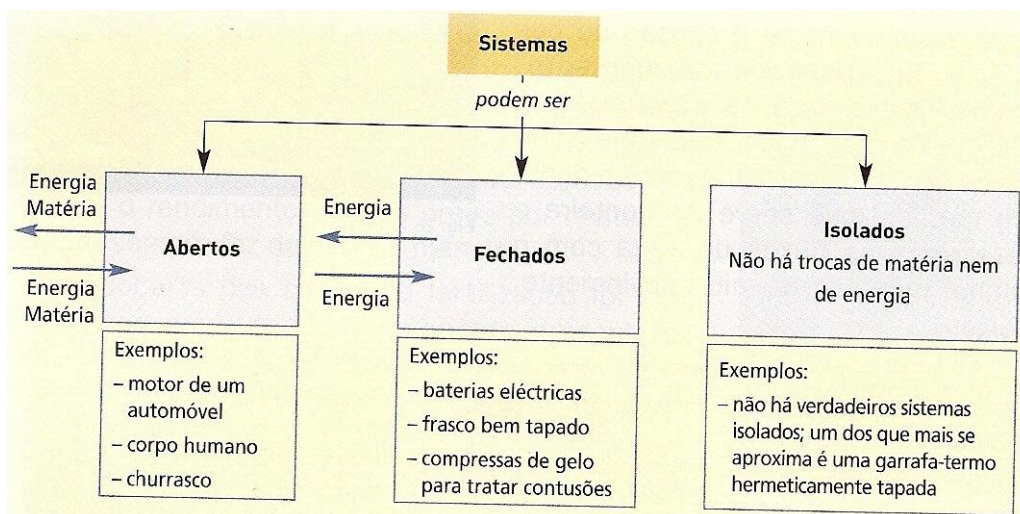 Sistemas
podem ser
Energia
Matéria
Energia
Matéria
Abertos
Exemplos:
– motor de um
automóvel
– corpo humano
– churrasco
Energia
Energia
Fechados
Exemplos:
– baterias eléctricas
– frasco bem tapado
– compressas de gelo
para tratar contusões
Isolados
Não há trocas de matéria nem
de energia
Exemplos:
– não há verdadeiros sistemas
isolados; um dos que mais se
aproxima é uma garrafa-termo
hermeticamente tapada